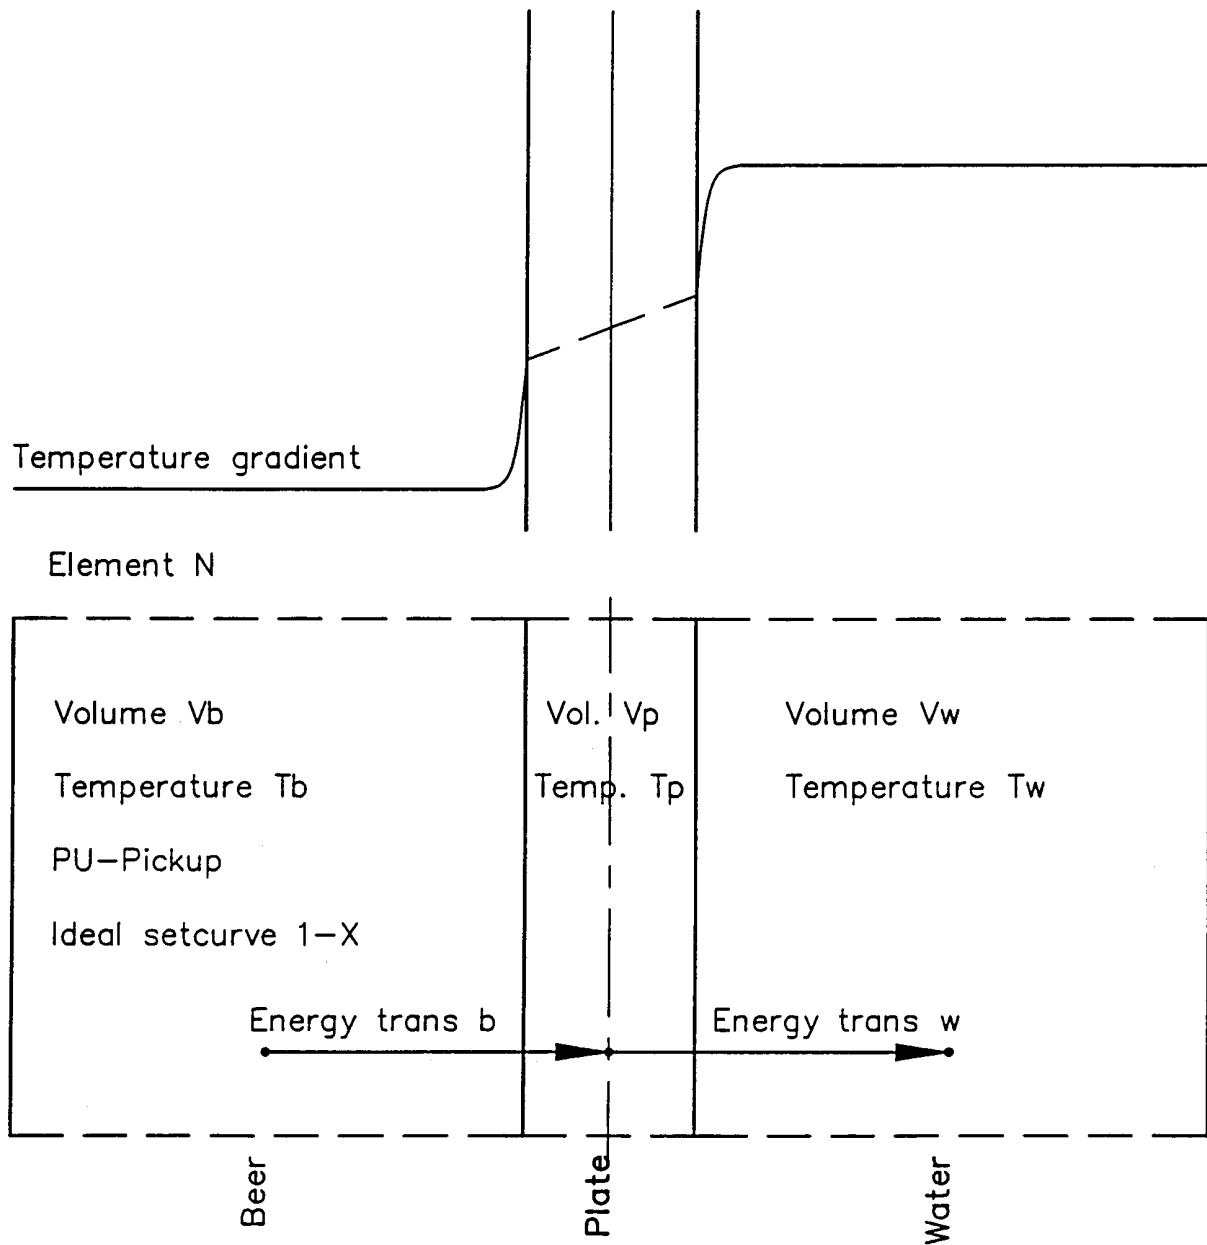 Temperature gradient
Element N
Volume Vb
Vol. Vp
Volume Vw
Temperature Tb
Temp. Tp
Temperature Tw
PU-Pickup
Ideal setcurve 1-X
Energy trans b
Energy trans w
Beer
Plate
Water